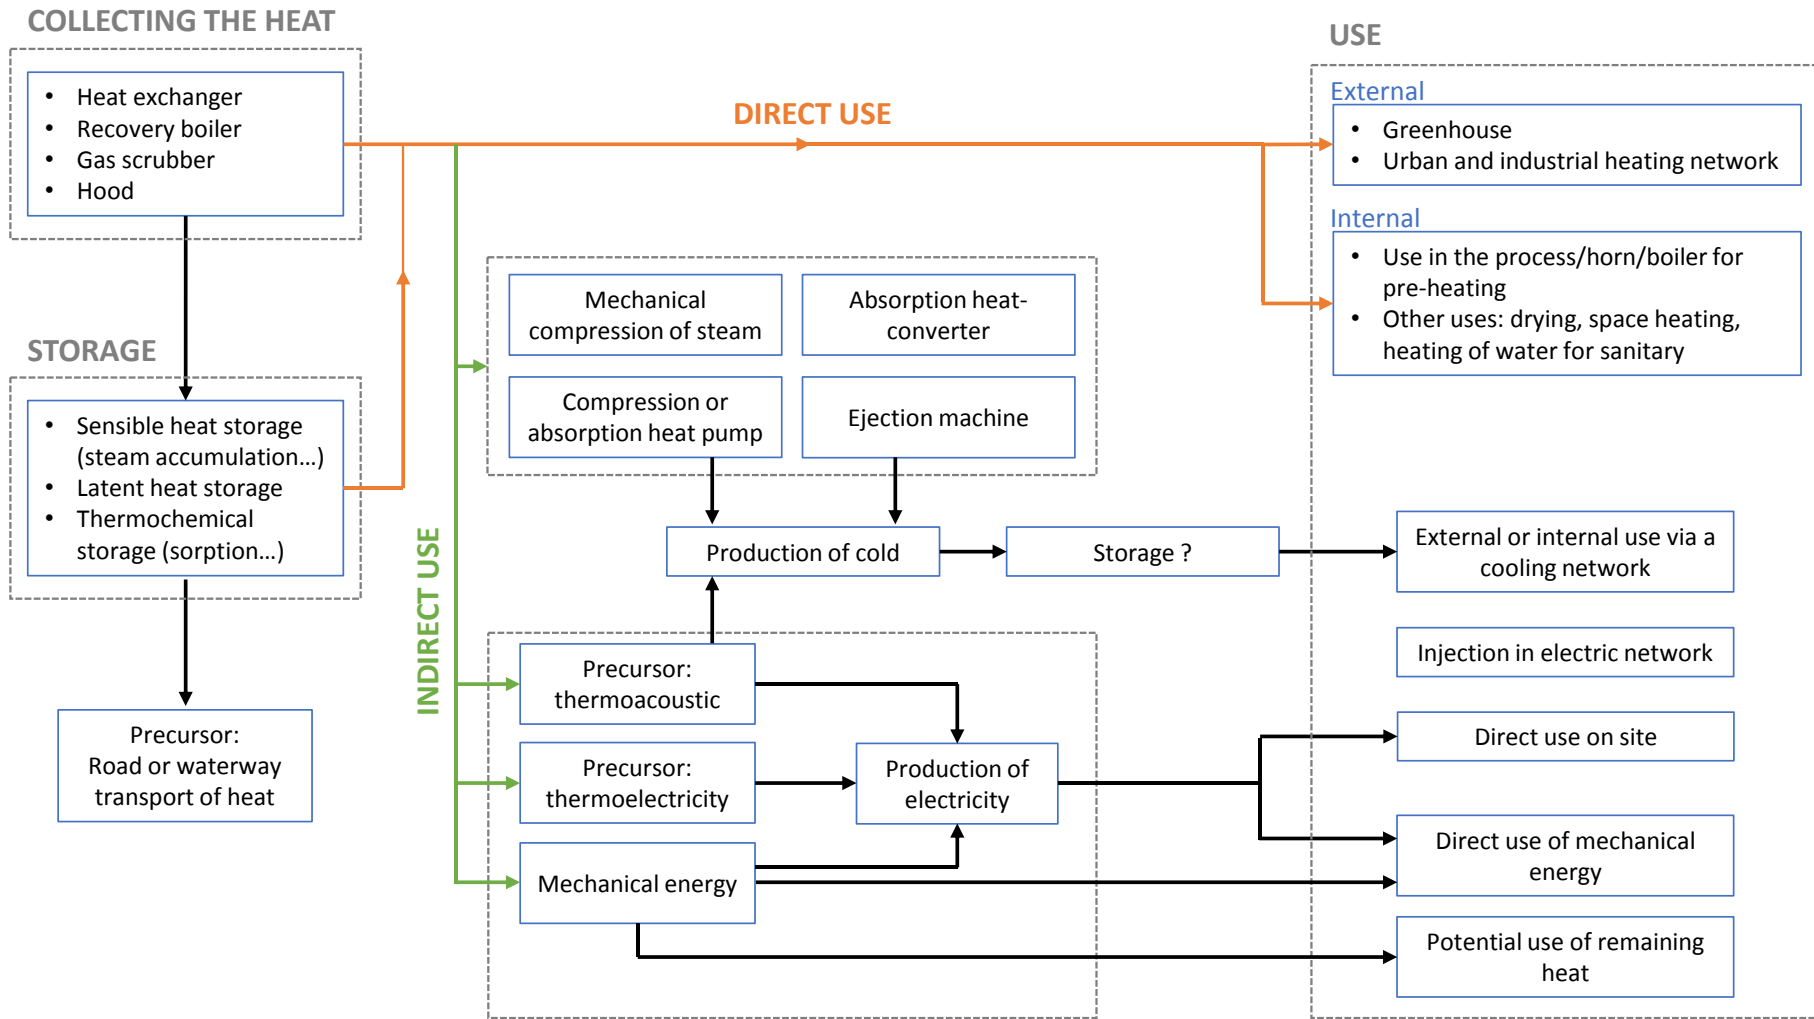 COLLECTING THE HEAT
• Heat exchanger
• Recovery boiler
• Gas scrubber
• Hood
STORAGE
• Sensible heat storage
(steam accumulation...)
• Latent heat storage
• Thermochemical
storage (sorption...)
Precursor:
Road or waterway
transport of heat
DIRECT USE
INDIRECT USE
Mechanical
compression of steam
Absorption heat-
converter
Compression or
absorption heat pump
Ejection machine
Production of cold
Storage ?
Precursor:
thermoacoustic
Precursor:
thermoelectricity
Mechanical energy
Production of
electricity
USE
External
• Greenhouse
• Urban and industrial heating network
Internal
• Use in the process/horn/boiler for
pre-heating
• Other uses: drying, space heating,
heating of water for sanitary
External or internal use via a
cooling network
Injection in electric network
Direct use on site
Direct use of mechanical
energy
Potential use of remaining
heat